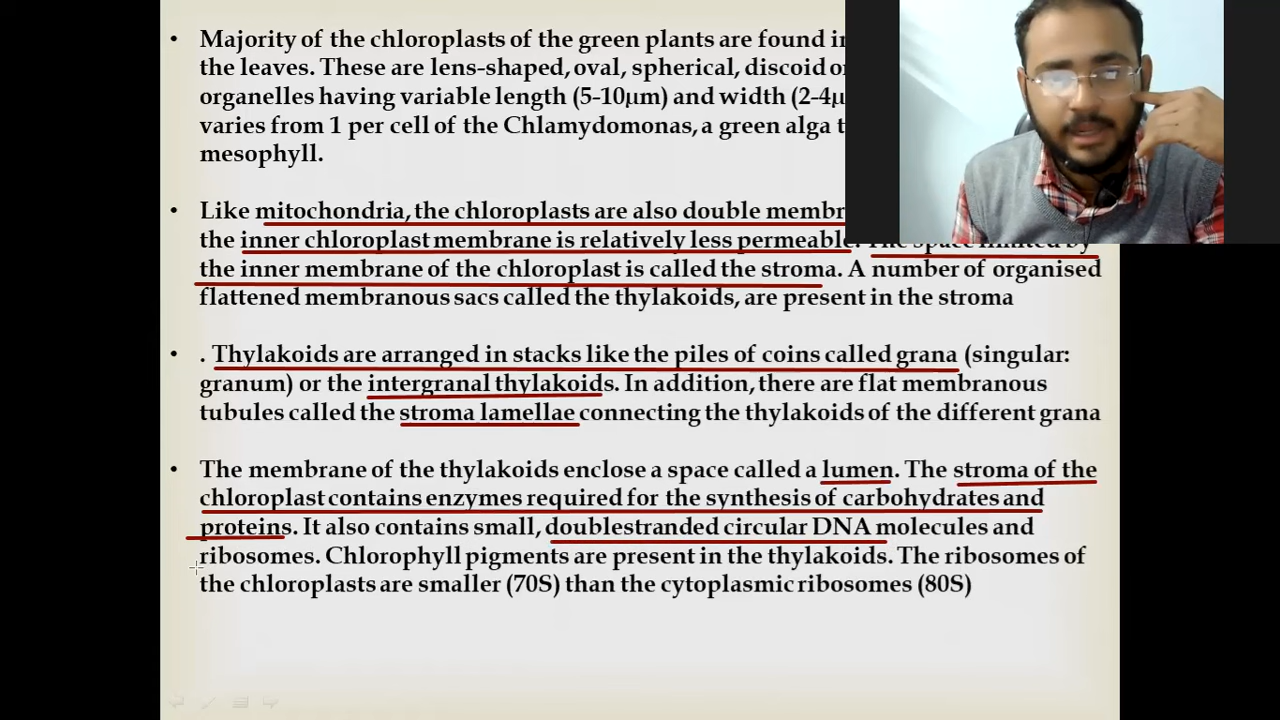 • Majority of the chloroplasts of the green plants are found in
the leaves. These are lens-shaped, oval, spherical, discoid or
organelles having variable length (5-10µm) and width (2-4µ
varies from 1 per cell of the Chlamydomonas, a green alga t
mesophyll.
• Like mitochondria, the chloroplasts are also double membr
the inner chloroplast membrane is relatively less permeable. The space limited by
the inner membrane of the chloroplast is called the stroma. A number of organised
flattened membranous sacs called the thylakoids, are present in the stroma
• . Thylakoids are arranged in stacks like the piles of coins called grana (singular:
granum) or the intergranal thylakoids. In addition, there are flat membranous
tubules called the stroma lamellae connecting the thylakoids of the different grana
• The membrane of the thylakoids enclose a space called a lumen. The stroma of the
chloroplast contains enzymes required for the synthesis of carbohydrates and
proteins. It also contains small, doublestranded circular DNA molecules and
ribosomes. Chlorophyll pigments are present in the thylakoids. The ribosomes of
the chloroplasts are smaller (70S) than the cytoplasmic ribosomes (80S)